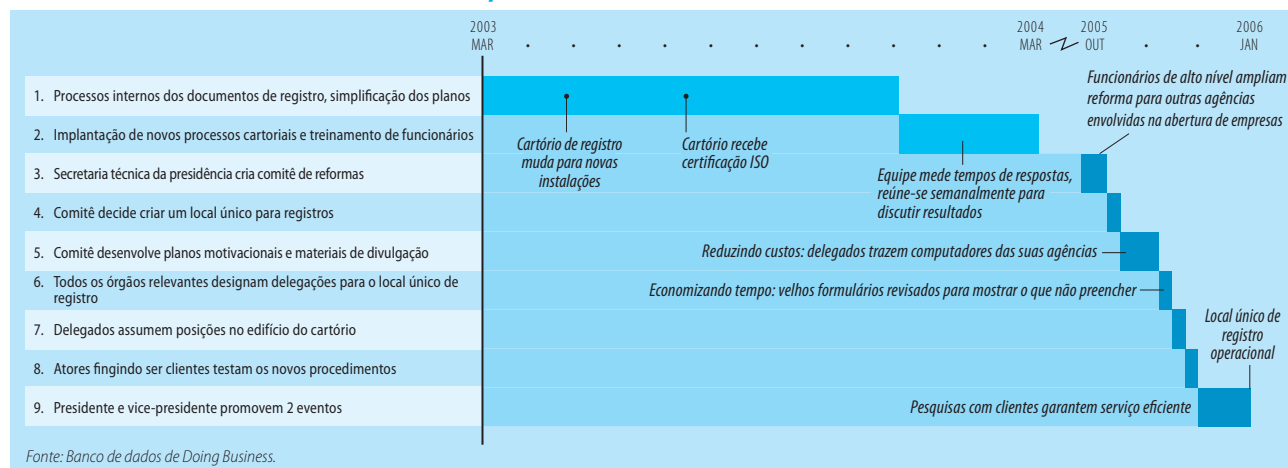 2003
MAR
2004
MAR
2005
OUT
2006
JAN
Funcionários de alto nível ampliam
reforma para outras agências
envolvidas na abertura de empresas
1. Processos internos dos documentos de registro, simplificação dos planos
2. Implantação de novos processos cartoriais e treinamento de funcionários
Cartório de registro
muda para novas
instalações
Cartório recebe
certificação ISO
Equipe mede tempos de respostas,
reúne-se semanalmente para
discutir resultados
3. Secretaria técnica da presidência cria comitê de reformas
4. Comitê decide criar um local único para registros
5. Comitê desenvolve planos motivacionais e materiais de divulgação
Reduzindo custos: delegados trazem computadores das suas agências
6. Todos os órgãos relevantes designam delegações para o local único de
registro
Economizando tempo: velhos formulários revisados para mostrar o que não preencher
7. Delegados assumem posições no edifício do cartório
Local único de
registro
operacional
8. Atores fingindo ser clientes testam os novos procedimentos
9. Presidente e vice-presidente promovem 2 eventos
Pesquisas com clientes garantem serviço eficiente
Fonte: Banco de dados de Doing Business.